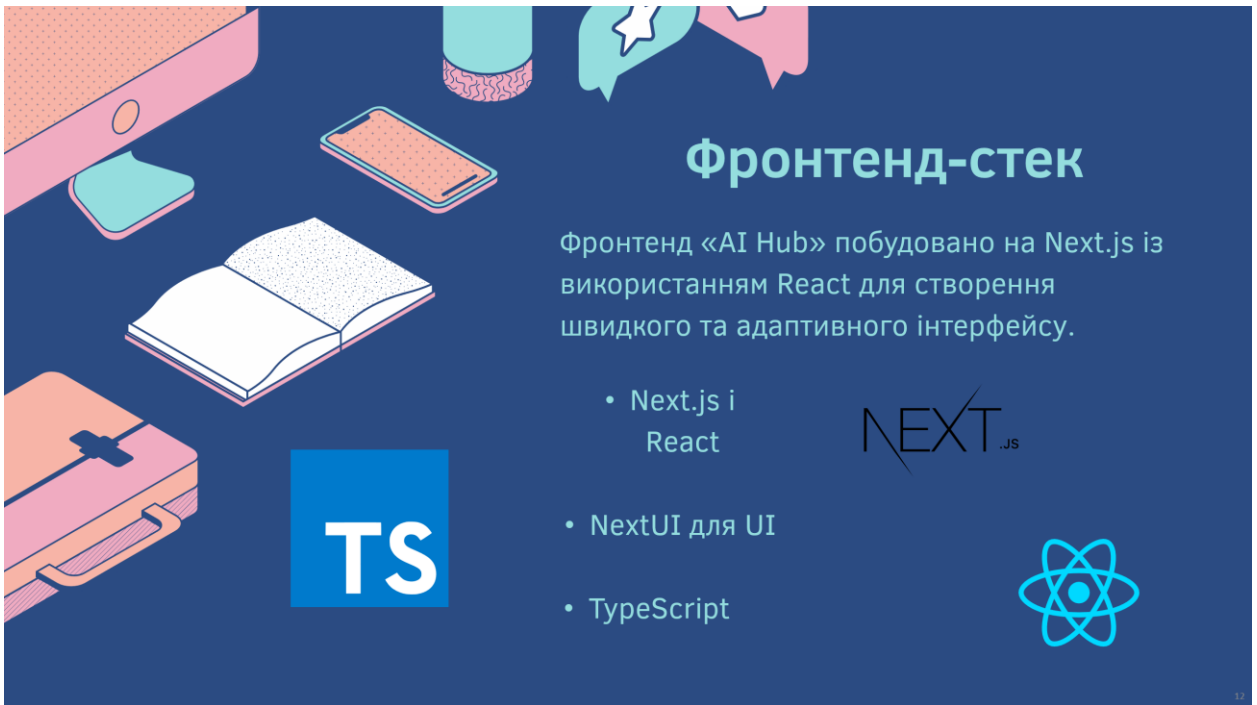 Фронтенд-стек
Фронтенд «AI Hub» побудовано на Next.js із
використанням React для створення
швидкого та адаптивного інтерфейсу.
• Next.js і
React
NEXT.JS
• NextUI для UI
TS
• TypeScript
12